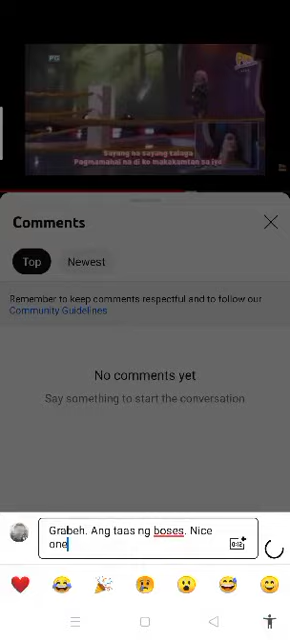 PG
Sayang na sayang talaga
Pagmamahal na di ko makakamtan sa iyo
Comments
Top
Newest
Remember to keep comments respectful and to follow our
Community Guidelines
No comments yet
Say something to start the conversation
Grabeh. Ang taas ng boses. Nice
one